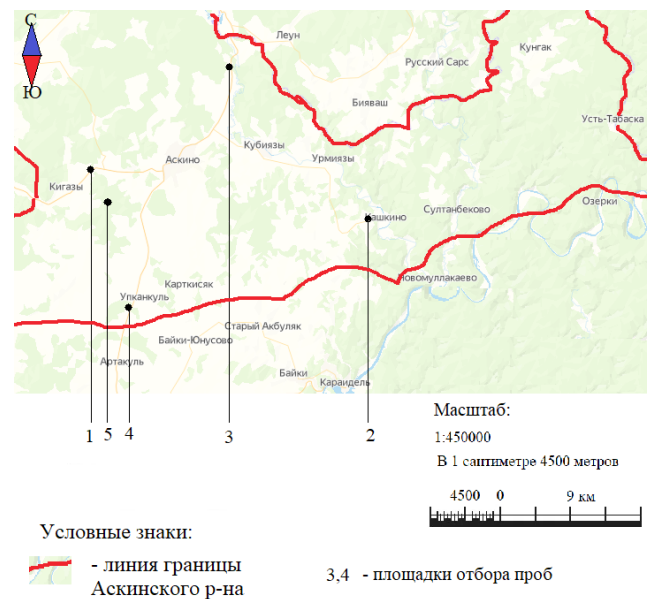 С
Ю
Леун
Кунгак
Русский Сарс
Бияваш
Усть-Табаска
Кубиязы
Аскино
Урмиязы
Кигазы
Султанбеково
Озерки
Кашкино
Новомуллакаево
Карткисяк
Упканкуль
Старый Акбуляк
Байки-Юнусово
Артакуль
Байки
Караидель
1 5 4 3 2
Масштаб:
1:450000
В 1 сантиметре 4500 метров
4500 0 9 км
Условные знаки:
- линия границы
Аскинского р-на
3,4 - площадки отбора проб